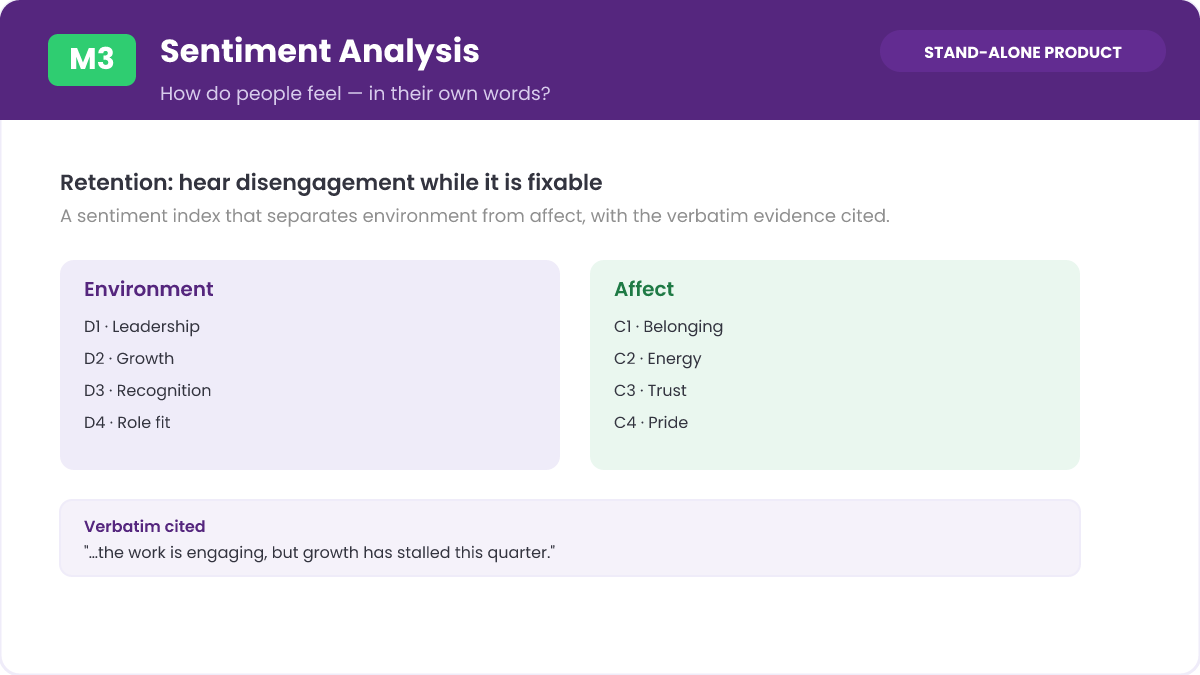 M3
Sentiment Analysis
STAND-ALONE PRODUCT
How do people feel — in their own words?
Retention: hear disengagement while it is fixable
A sentiment index that separates environment from affect, with the verbatim evidence cited.
Environment
D1 · Leadership
D2 · Growth
D3 · Recognition
D4 · Role fit
Affect
C1 · Belonging
C2 · Energy
C3 · Trust
C4 · Pride
Verbatim cited
"…the work is engaging, but growth has stalled this quarter."